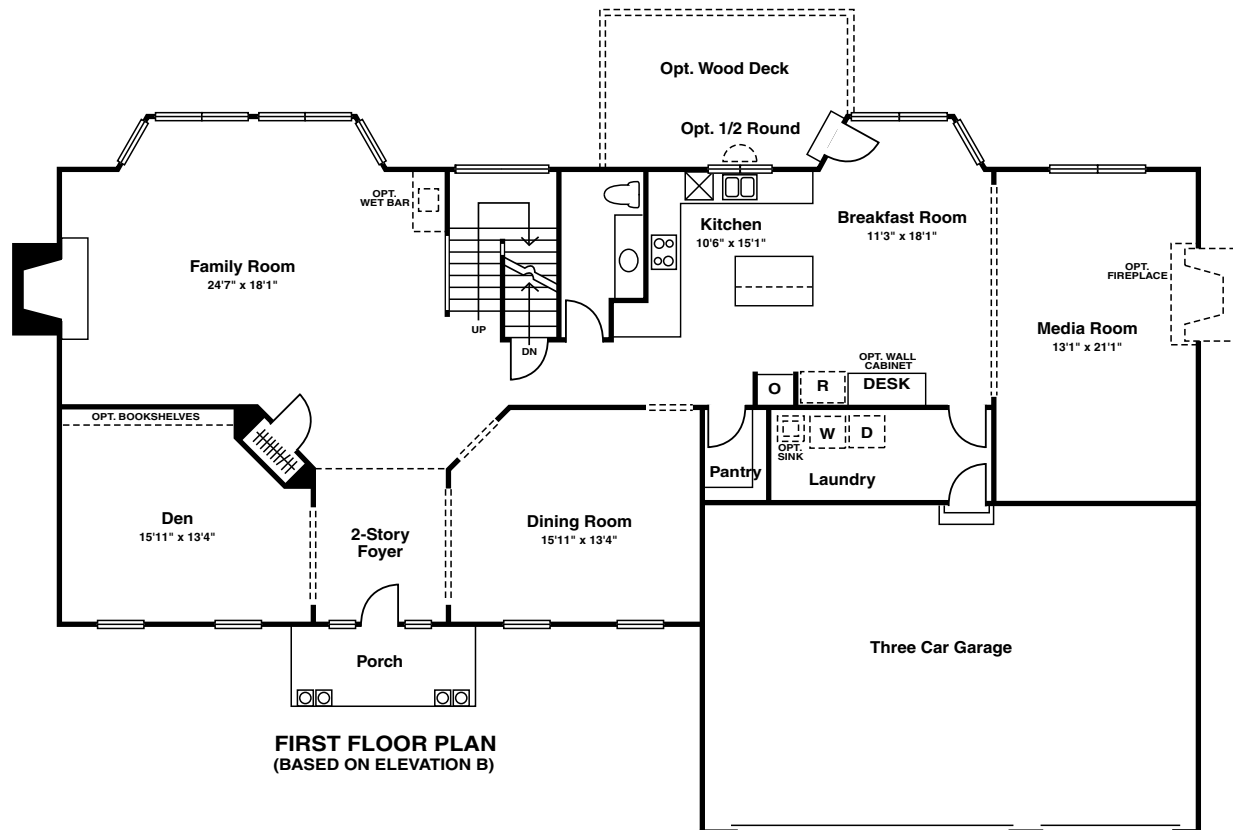 Opt. Wood Deck
Opt. 1/2 Round
OPT.
WET BAR
Kitchen
10'6" x 15'1"
Breakfast Room
11'3" x 18'1"
Family Room
24'7" x 18'1"
OPT.
FIREPLACE
UP
DN
Media Room
13'1" x 21'1"
OPT. WALL
CABINET
O
R
DESK
OPT. BOOKSHELVES
W
D
OPT.
SINK
Pantry
Laundry
Den
15'11" x 13'4"
2-Story
Foyer
Dining Room
15'11" x 13'4"
Three Car Garage
Porch
FIRST FLOOR PLAN
(BASED ON ELEVATION B)